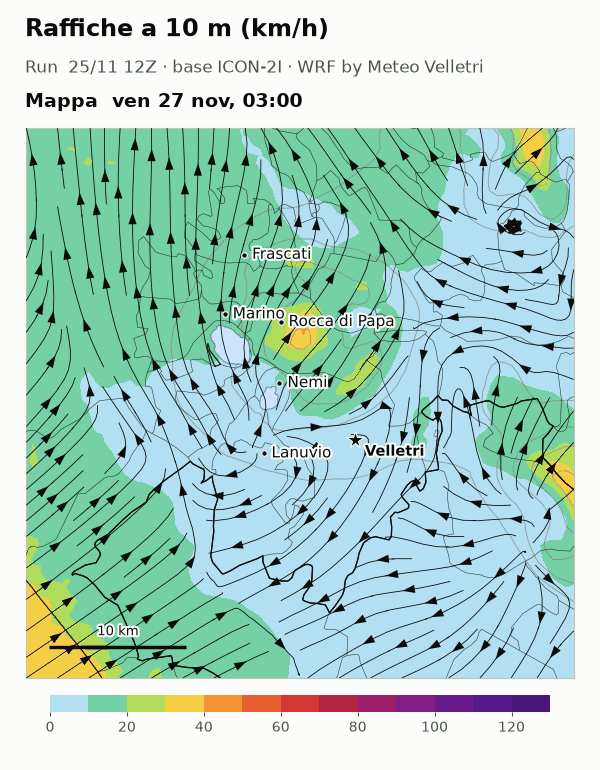 Raffiche a 10 m (km/h)
Run 25/11 12Z · base ICON-2I · WRF by Meteo Velletri
Mappa ven 27 nov, 03:00
Frascati
Marino
Rocca di Papa
Nemi
Velletri
Lanuvio
10 km
0 20 40 60 80 100 120